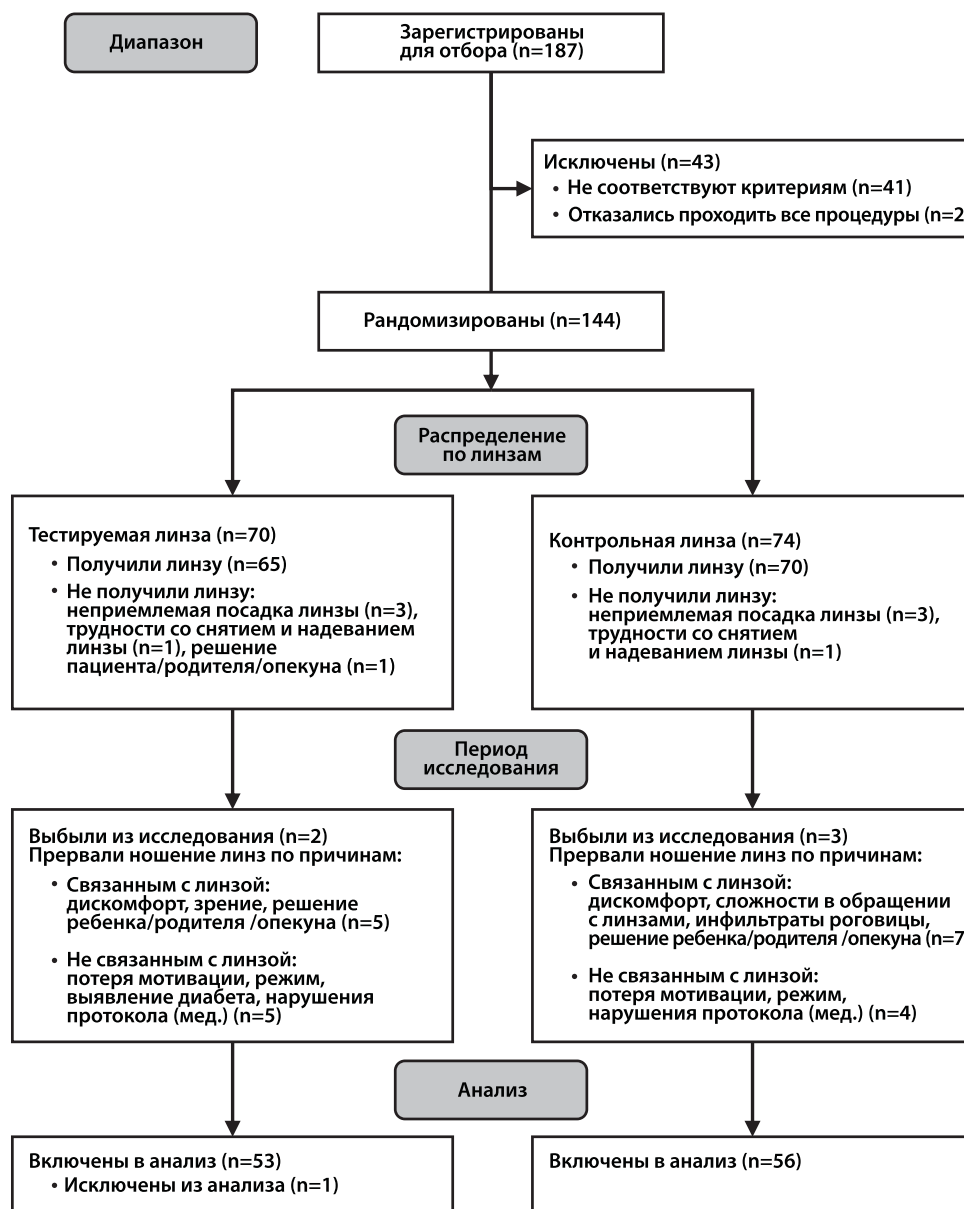 Диапазон
Зарегистрированы
для отбора (n=187)
Исключены (n=43)
• Не соответствуют критериям (n=41)
• Отказались проходить все процедуры (n=2
Рандомизированы (n=144)
Распределение
по линзам
Тестируемая линза (n=70)
• Получили линзу (n=65)
• Не получили линзу:
неприемлемая посадка линзы (n=3),
трудности со снятием и надеванием
линзы (n=1), решение
пациента/родителя/опекуна (n=1)
Контрольная линза (n=74)
• Получили линзу (n=70)
• Не получили линзу:
неприемлемая посадка линзы (n=3),
трудности со снятием
и надеванием линзы (n=1)
Период
исследования
Выбыли из исследования (n=2)
Прервали ношение линз по причинам:
• Связанным с линзой:
дискомфорт, зрение, решение
ребенка/родителя /опекуна (n=5)
• Не связанным с линзой:
потеря мотивации, режим,
выявление диабета, нарушения
протокола (мед.) (n=5)
Выбыли из исследования (n=3)
Прервали ношение линз по причинам:
• Связанным с линзой:
дискомфорт, сложности в обращении
с линзами, инфильтраты роговицы,
решение ребенка/родителя /опекуна (n=7
• Не связанным с линзой:
потеря мотивации, режим,
нарушения протокола (мед.) (n=4)
Анализ
Включены в анализ (n=53)
• Исключены из анализа (n=1)
Включены в анализ (n=56)